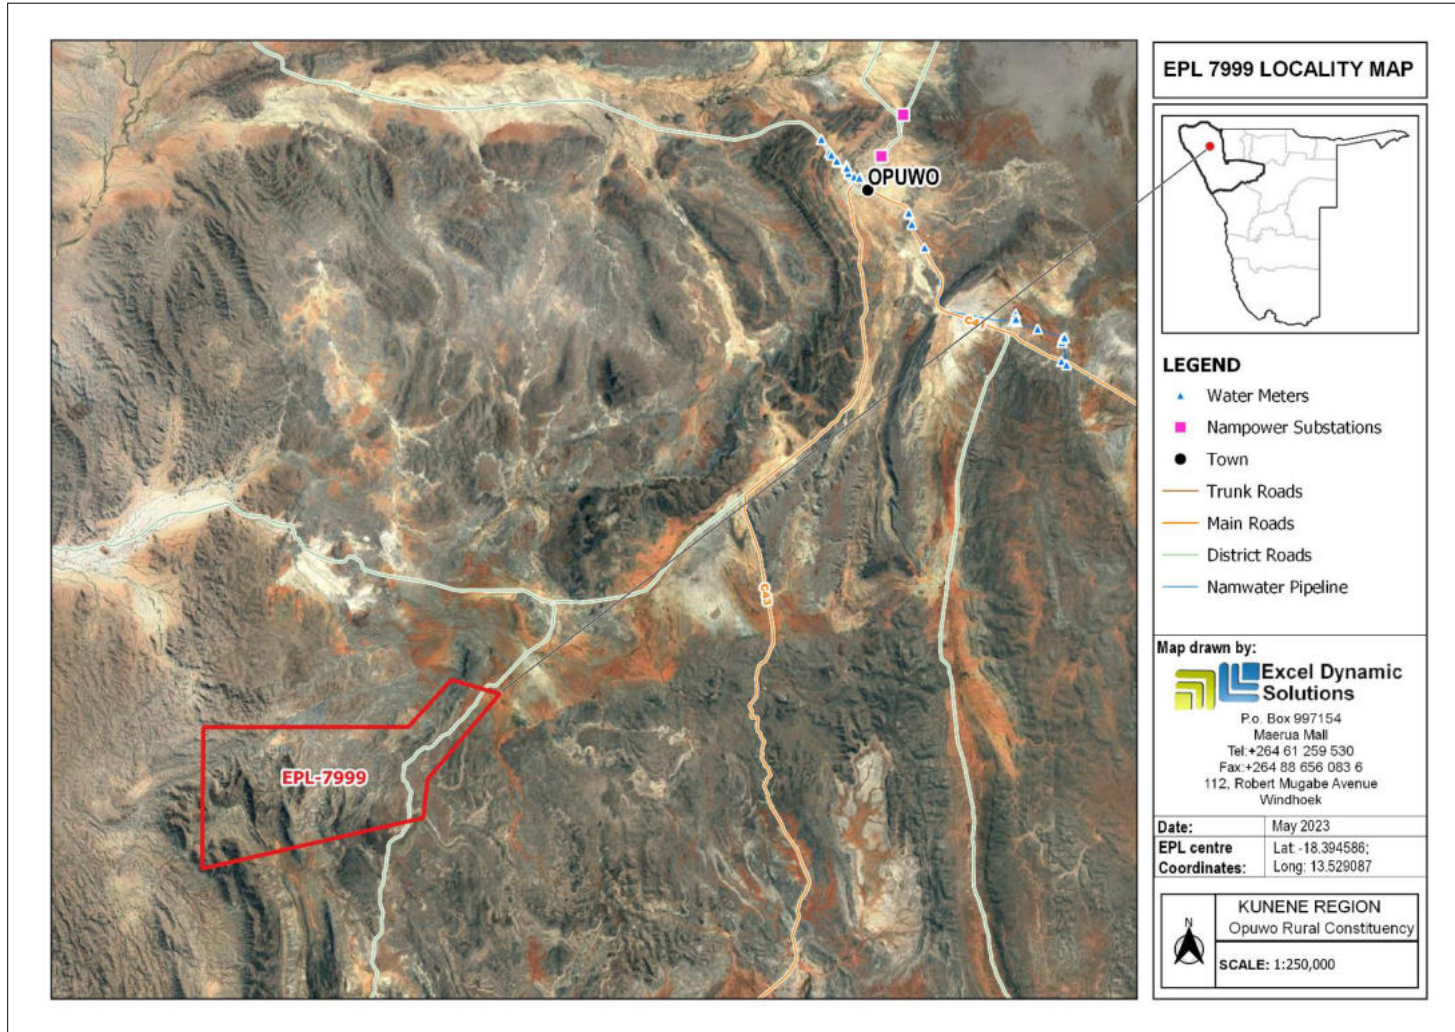 OPUWO
C41
C43
EPL-7999
EPL 7999 LOCALITY MAP
LEGEND
Water Meters
Nampower Substations
Town
Trunk Roads
Main Roads
District Roads
Namwater Pipeline
Map drawn by:
Excel Dynamic
Solutions
P.o. Box 997154
Maerua Mall
Tel:+264 61 259 530
Fax:+264 88 656 083 6
112, Robert Mugabe Avenue
Windhoek
Date: May 2023
EPL centre Lat: -18.394586;
Coordinates: Long: 13.529087
N
KUNENE REGION
Opuwo Rural Constituency
SCALE: 1:250,000